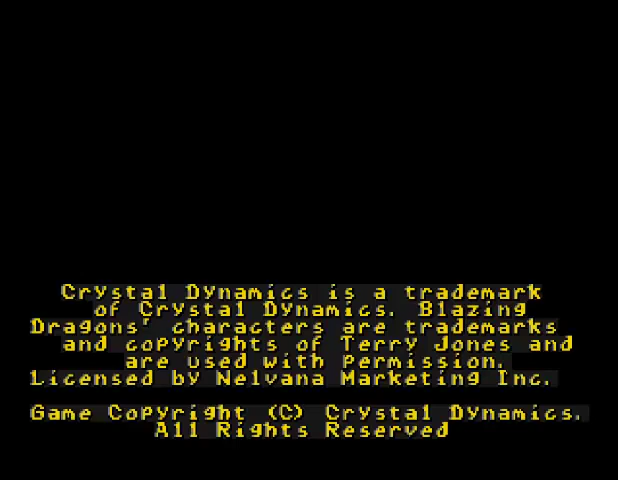 Crystal Dynamics is a trademark
of Crystal Dynamics. Blazing
Dragons' characters are trademarks
and copyrights of Terry Jones and
are used with permission.
Licensed by Nelvana Marketing Inc.
Game Copyright (C) Crystal Dynamics.
All Rights Reserved